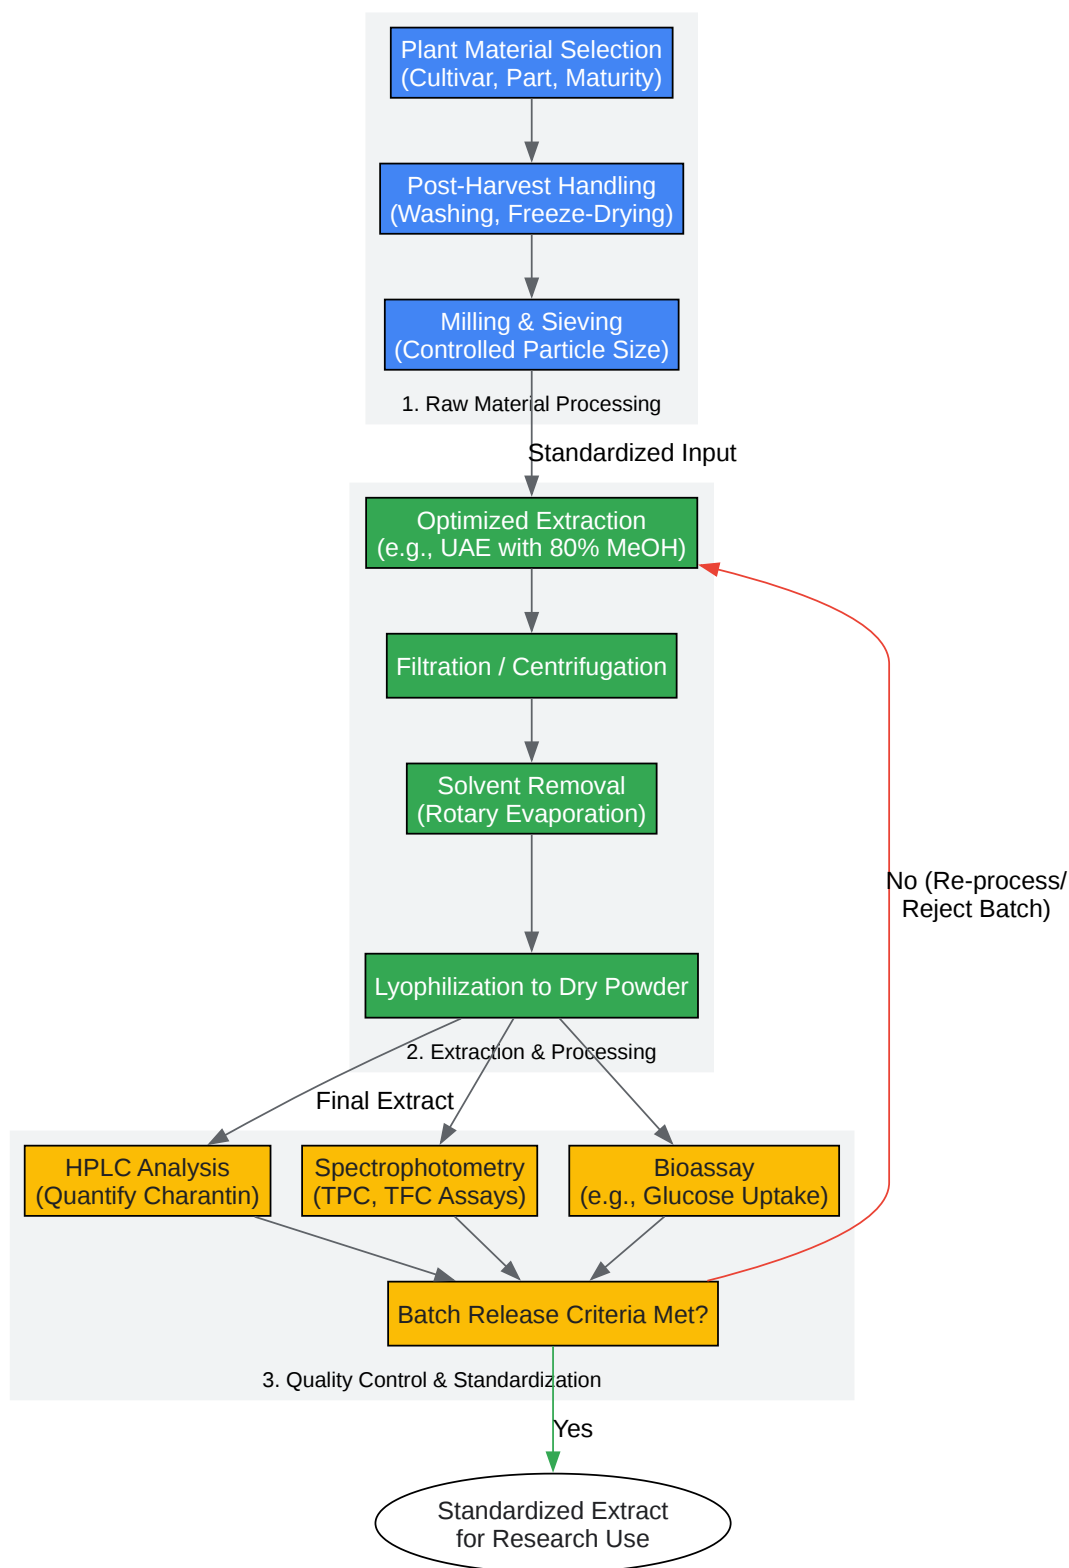 Plant Material Selection
(Cultivar, Part, Maturity)
Post-Harvest Handling
(Washing, Freeze-Drying)
Milling & Sieving
(Controlled Particle Size)
1. Raw Material Processing
Standardized Input
Optimized Extraction
(e.g., UAE with 80% MeOH)
Filtration / Centrifugation
Solvent Removal
(Rotary Evaporation)
No (Re-process/
Reject Batch)
Lyophilization to Dry Powder
2. Extraction & Processing
Final Extract
HPLC Analysis
(Quantify Charantin)
Spectrophotometry
(TPC, TFC Assays)
Bioassay
(e.g., Glucose Uptake)
Batch Release Criteria Met?
3. Quality Control & Standardization
Yes
Standardized Extract
for Research Use